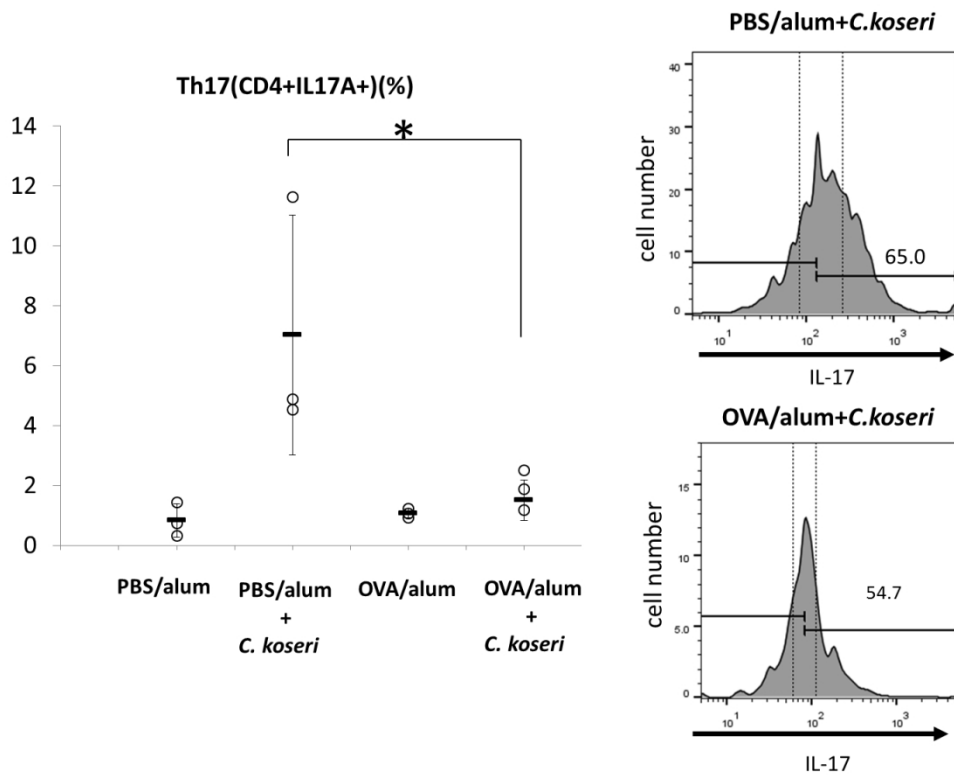 Th17(CD4+IL17A+)(%)
14
12
10
8
6
4
2
0
*
PBS/alum
PBS/alum
+
C. koseri
OVA/alum
OVA/alum
+
C. koseri
PBS/alum+C.koseri
cell number
40
30
20
10
0
65.0
10¹ 10² 10³
IL-17
OVA/alum+C.koseri
cell number
15
10
5.0
0
54.7
10¹ 10² 10³
IL-17